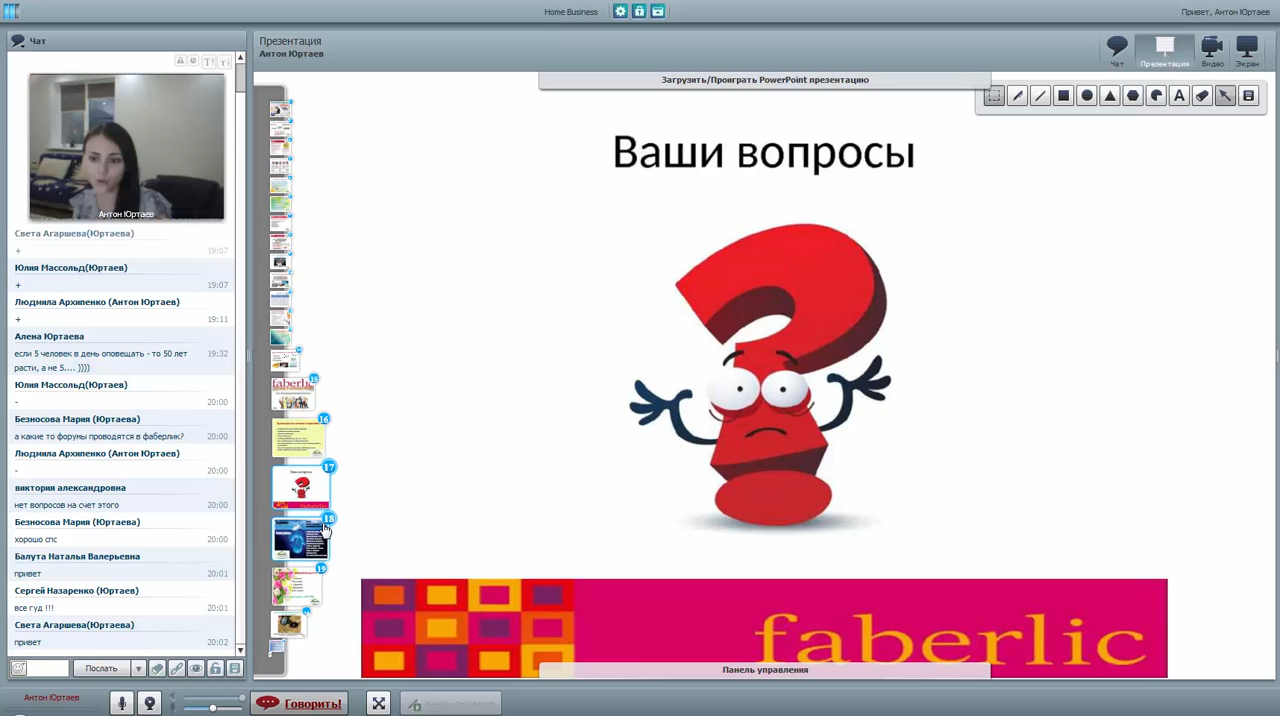 Home Business
Привет, Антон Юртаев
Чат
Презентация
Антон Юртаев
Чат
Презентация
Видео
Экран
Загрузить/Проиграть PowerPoint презентацию
Антон Юртаев
Света Агаршева(Юртаева)
+ 19:07
Юлия Массольд(Юртаев)
+ 19:07
Людмила Архипенко (Антон Юртаев)
+ 19:11
Алена Юртаева
если 5 человек в день оповещать - то 50 лет 19:32
расти, а не 5.... ))))
Юлия Массольд(Юртаев)
- 20:00
Безносова Мария (Юртаева)
а какие то форумы проводятся в фаберлик? 20:00
Людмила Архипенко (Антон Юртаев)
- 20:00
виктория александровна
нет вопросов на счет этого 20:00
Безносова Мария (Юртаева)
хорошо спс 20:00
Балута Наталья Валерьевна
привет 20:01
Сергей Назаренко (Юртаев)
все гуд !!! 20:01
Света Агаршева(Юртаева)
привет 20:02
Послать
Антон Юртаев
Говорить!
faberlic
16
17
18
19
Ваши вопросы
faberlic
Панель управления